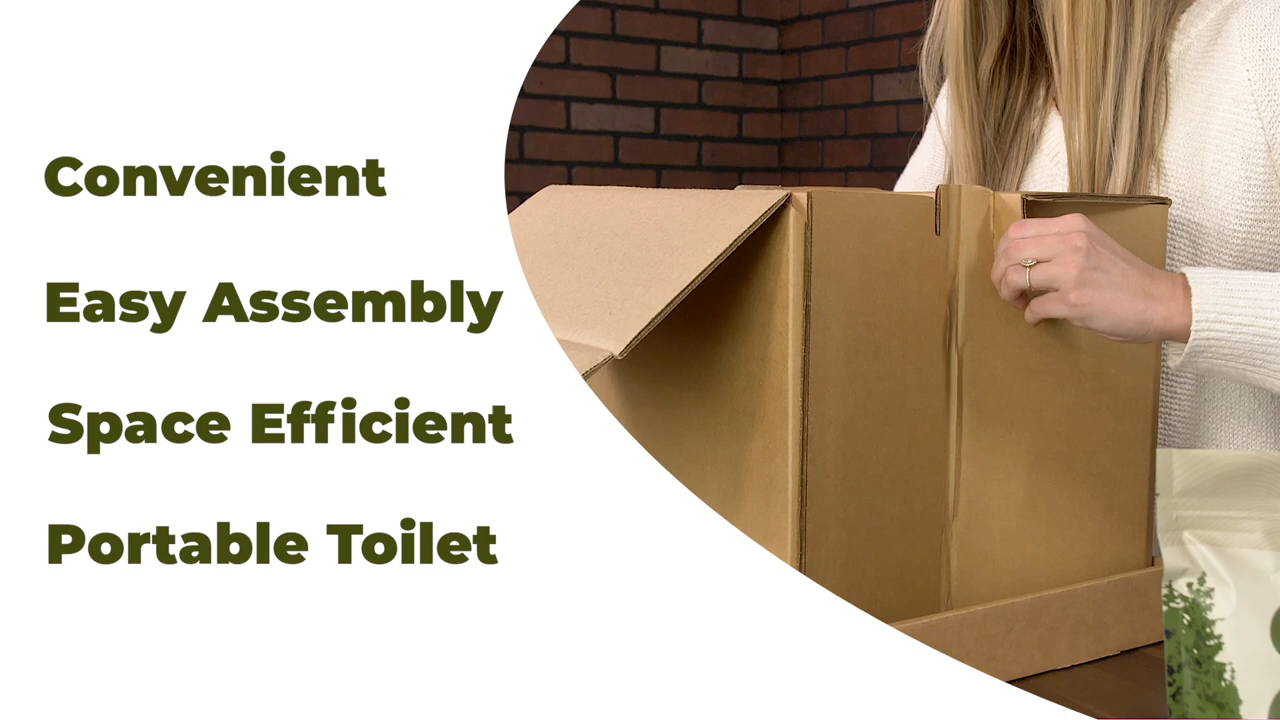 Convenient
Easy Assembly
Space Efficient
Portable Toilet